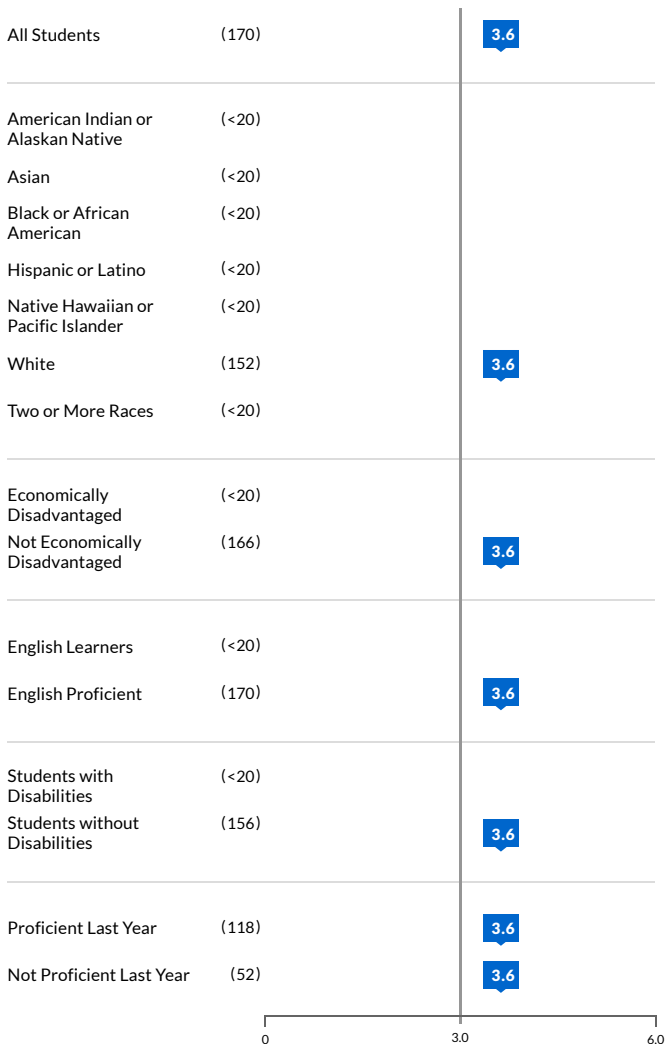 All Students (170) 3.6
American Indian or (<20)
Alaskan Native
Asian (<20)
Black or African (<20)
American
Hispanic or Latino (<20)
Native Hawaiian or (<20)
Pacific Islander
White (152) 3.6
Two or More Races (<20)
Economically (<20)
Disadvantaged
Not Economically (166) 3.6
Disadvantaged
English Learners (<20)
English Proficient (170) 3.6
Students with (<20)
Disabilities
Students without (156) 3.6
Disabilities
Proficient Last Year (118) 3.6
Not Proficient Last Year (52) 3.6
0 3.0 6.0